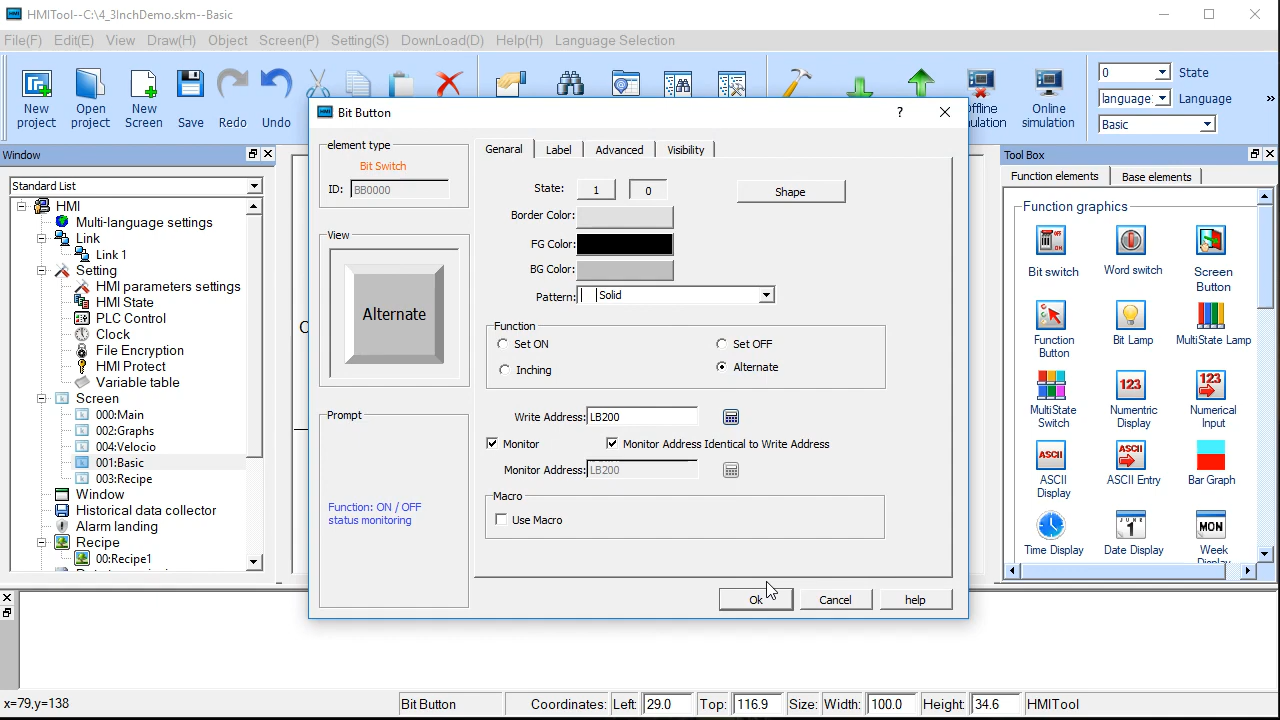 HMITool--C:\4_3InchDemo.skm--Basic
File(F) Edit(E) View Draw(H) Object Screen(P) Setting(S) DownLoad(D) Help(H) Language Selection
New project
Open project
New Screen
Save
Redo
Undo
Online simulation
0 State
language: Language
Basic
»
Window
Standard List
HMI
Multi-language settings
Link
Link 1
Setting
HMI parameters settings
HMI State
PLC Control
Clock
File Encryption
HMI Protect
Variable table
Screen
000:Main
002:Graphs
004:Velocio
001:Basic
003:Recipe
Window
Historical data collector
Alarm landing
Recipe
00:Recipe1
Bit Button
?
element type
Bit Switch
ID: BB0000
View
Alternate
Prompt
Function: ON / OFF
status monitoring
General Label Advanced Visibility
State: 1 0 Shape
Border Color:
FG Color:
BG Color:
Pattern: Solid
Function
Set ON Set OFF
Inching Alternate
Write Address: LB200
Monitor Monitor Address Identical to Write Address
Monitor Address: LB200
Macro
Use Macro
Ok Cancel help
Tool Box
Function elements Base elements
Function graphics
Bit switch
Word switch
Screen Button
Function Button
Bit Lamp
MultiState Lamp
MultiState Switch
Numeric Display
Numerical Input
ASCII Display
ASCII Entry
Bar Graph
Time Display
Date Display
Week
x=79,y=138 Bit Button Coordinates: Left: 29.0 Top: 116.9 Size: Width: 100.0 Height: 34.6 HMITool